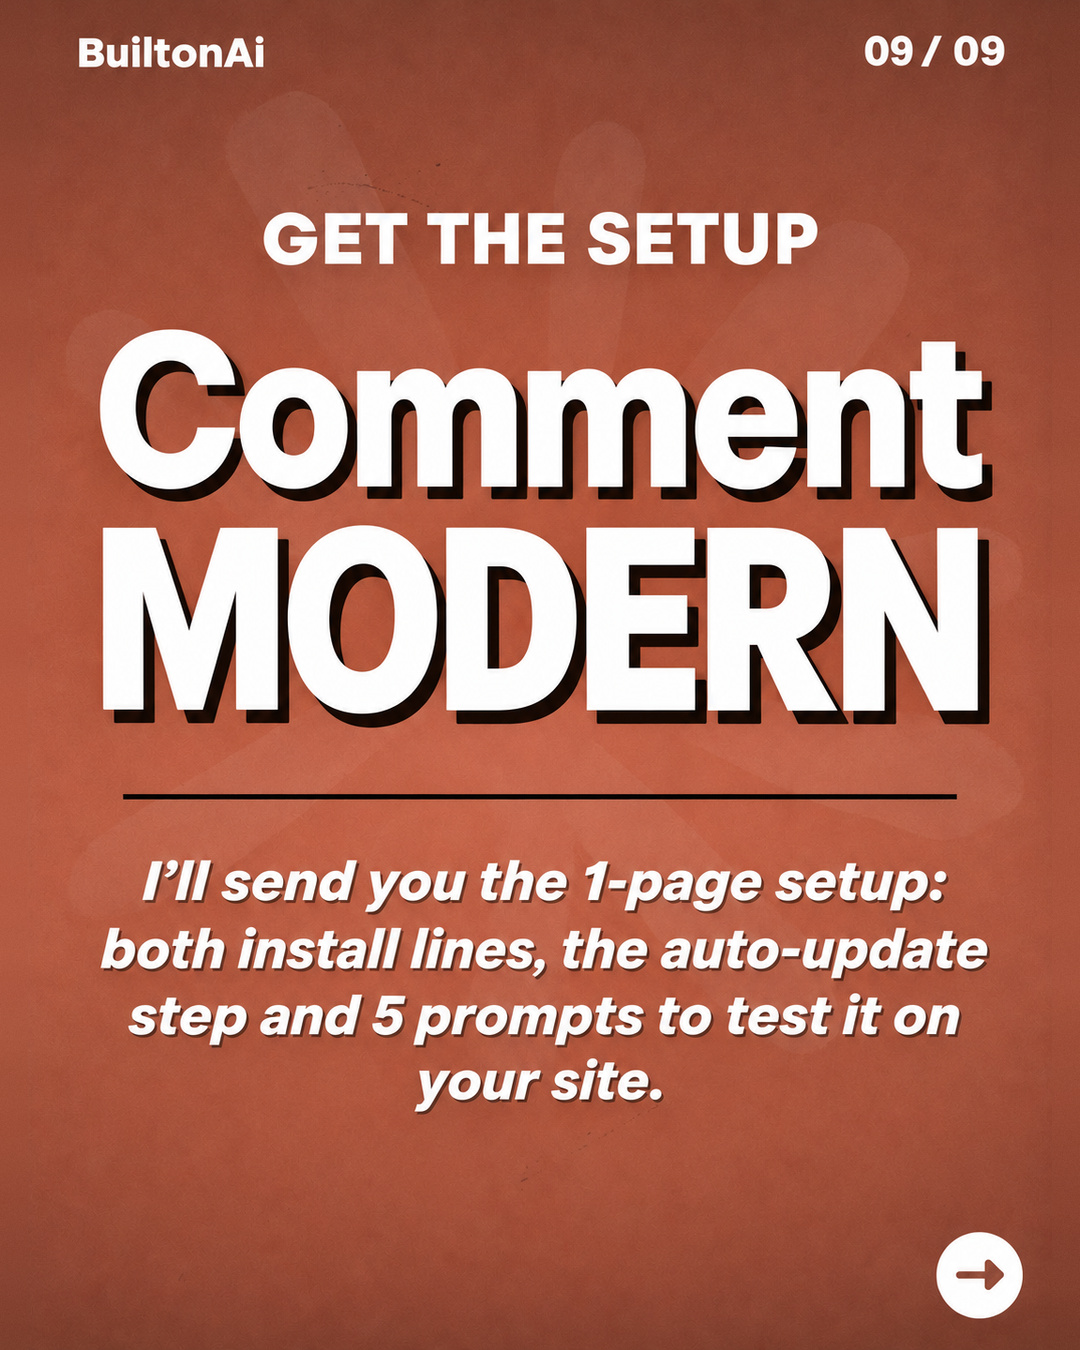 BuiltonAi
09 / 09
GET THE SETUP
Comment
MODERN
I’ll send you the 1-page setup:
both install lines, the auto-update
step and 5 prompts to test it on
your site.